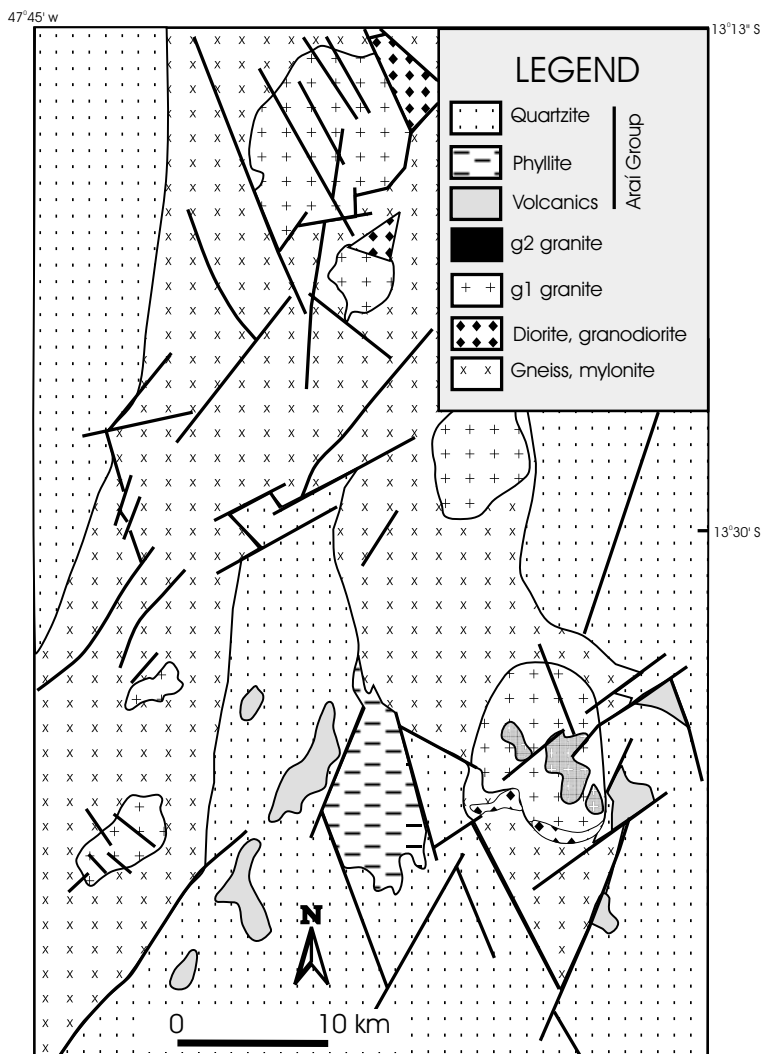 47°45' w
13°13" S
LEGEND
Quartzite
Phyllite
Volcanics
Araí Group
g2 granite
g1 granite
Diorite, granodiorite
Gneiss, mylonite
13°30' S
N
0 10 km